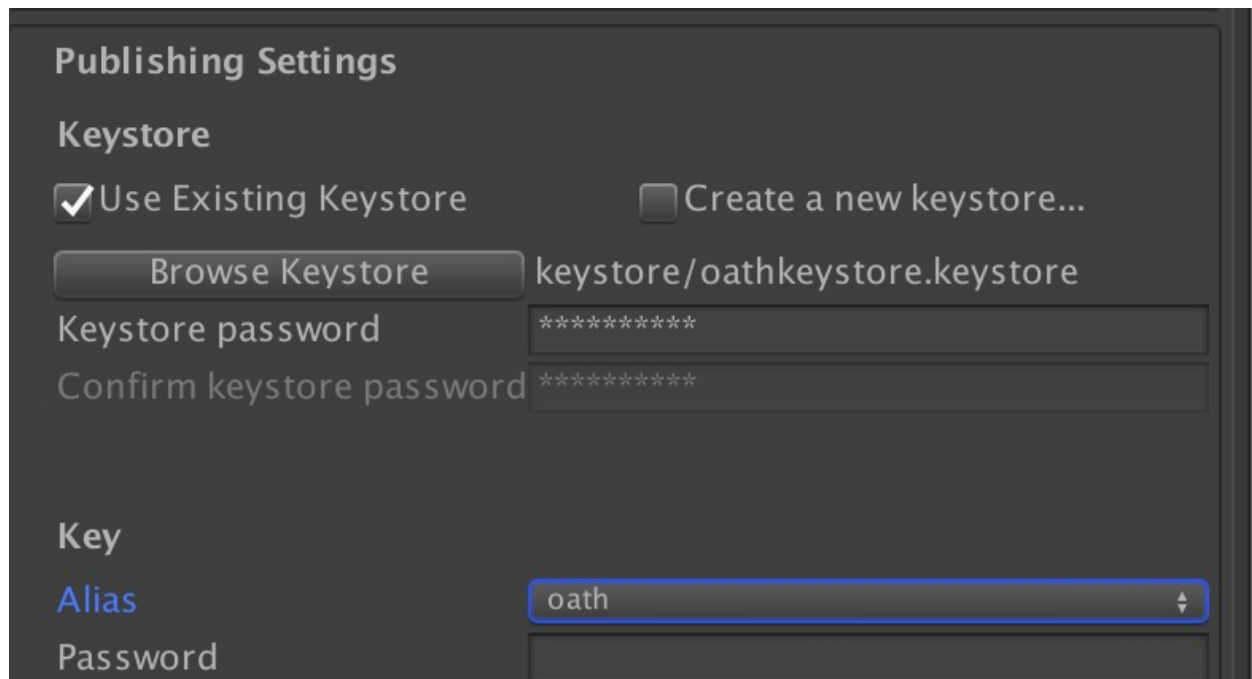 Publishing Settings
Keystore
Use Existing Keystore Create a new keystore...
Browse Keystore keystore/oathkeystore.keystore
Keystore password **********
Confirm keystore password **********
Key
Alias oath
Password